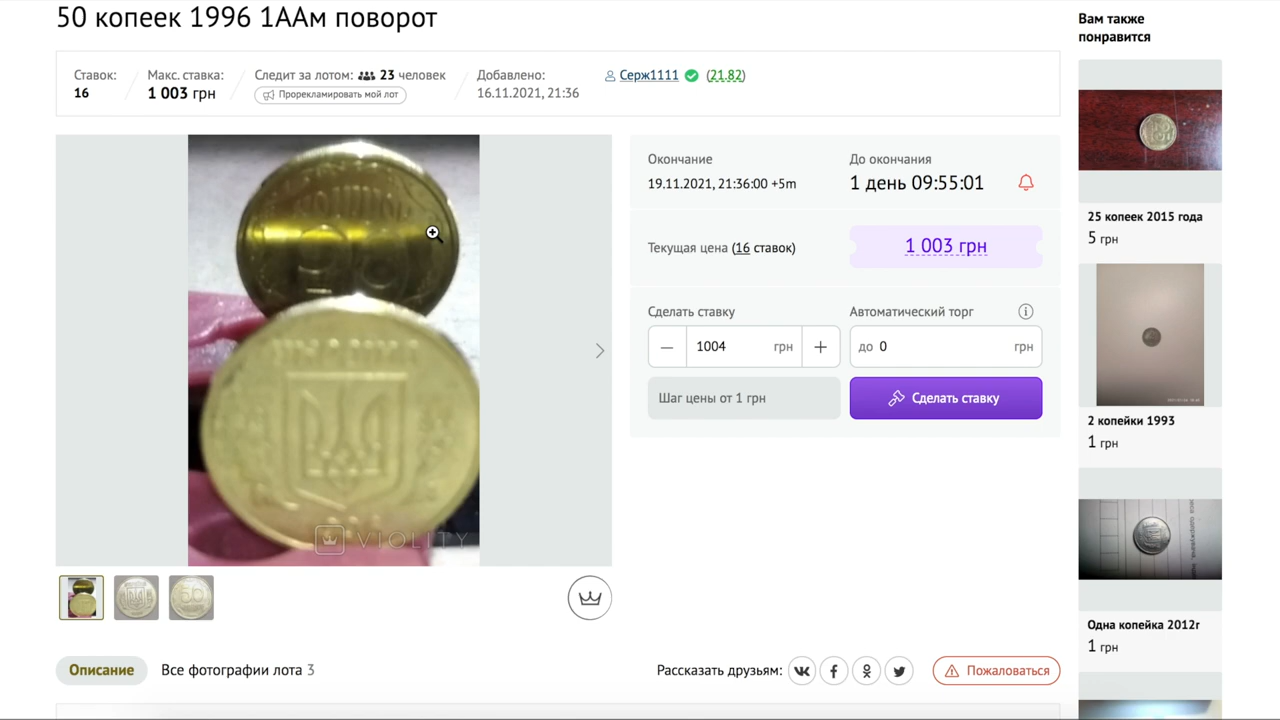 50 копеек 1996 1ААм поворот
Ставок:
16
Макс. ставка:
1 003 грн
Следит за лотом: 23 человек
Прорекламировать мой лот
Добавлено:
16.11.2021, 21:36
Серж1111 (21.82)
Окончание
19.11.2021, 21:36:00 +5m
До окончания
1 день 09:55:01
Текущая цена (16 ставок)
1 003 грн
Сделать ставку
— 1004 грн +
Шаг цены от 1 грн
Автоматический торг
до 0 грн
Сделать ставку
VIOLITY
Описание
Все фотографии лота 3
Рассказать друзьям:
Пожаловаться
Вам также
понравится
25 копеек 2015 года
5 грн
2 копейки 1993
1 грн
Одна копейка 2012г
1 грн